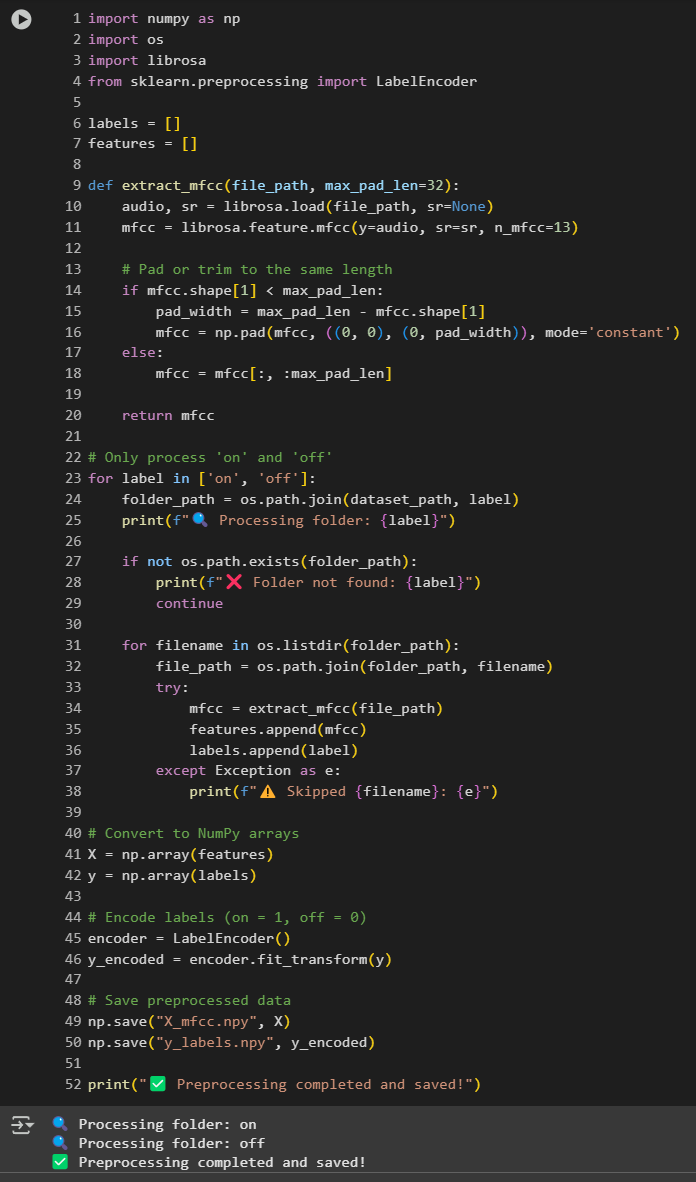 1 import numpy as np
2 import os
3 import librosa
4 from sklearn.preprocessing import LabelEncoder
5
6 labels = []
7 features = []
8
9 def extract_mfcc(file_path, max_pad_len=32):
10     audio, sr = librosa.load(file_path, sr=None)
11     mfcc = librosa.feature.mfcc(y=audio, sr=sr, n_mfcc=13)
12
13     # Pad or trim to the same length
14     if mfcc.shape[1] < max_pad_len:
15         pad_width = max_pad_len - mfcc.shape[1]
16         mfcc = np.pad(mfcc, ((0, 0), (0, pad_width)), mode='constant')
17     else:
18         mfcc = mfcc[:, :max_pad_len]
19
20     return mfcc
21
22 # Only process 'on' and 'off'
23 for label in ['on', 'off']:
24     folder_path = os.path.join(dataset_path, label)
25     print(f"🔍 Processing folder: {label}")
26
27     if not os.path.exists(folder_path):
28         print(f"❌ Folder not found: {label}")
29         continue
30
31     for filename in os.listdir(folder_path):
32         file_path = os.path.join(folder_path, filename)
33         try:
34             mfcc = extract_mfcc(file_path)
35             features.append(mfcc)
36             labels.append(label)
37         except Exception as e:
38             print(f"⚠️ Skipped {filename}: {e}")
39
40 # Convert to NumPy arrays
41 X = np.array(features)
42 y = np.array(labels)
43
44 # Encode labels (on = 1, off = 0)
45 encoder = LabelEncoder()
46 y_encoded = encoder.fit_transform(y)
47
48 # Save preprocessed data
49 np.save("X_mfcc.npy", X)
50 np.save("y_labels.npy", y_encoded)
51
52 print("✅ Preprocessing completed and saved!")
🔍 Processing folder: on
🔍 Processing folder: off
✅ Preprocessing completed and saved!